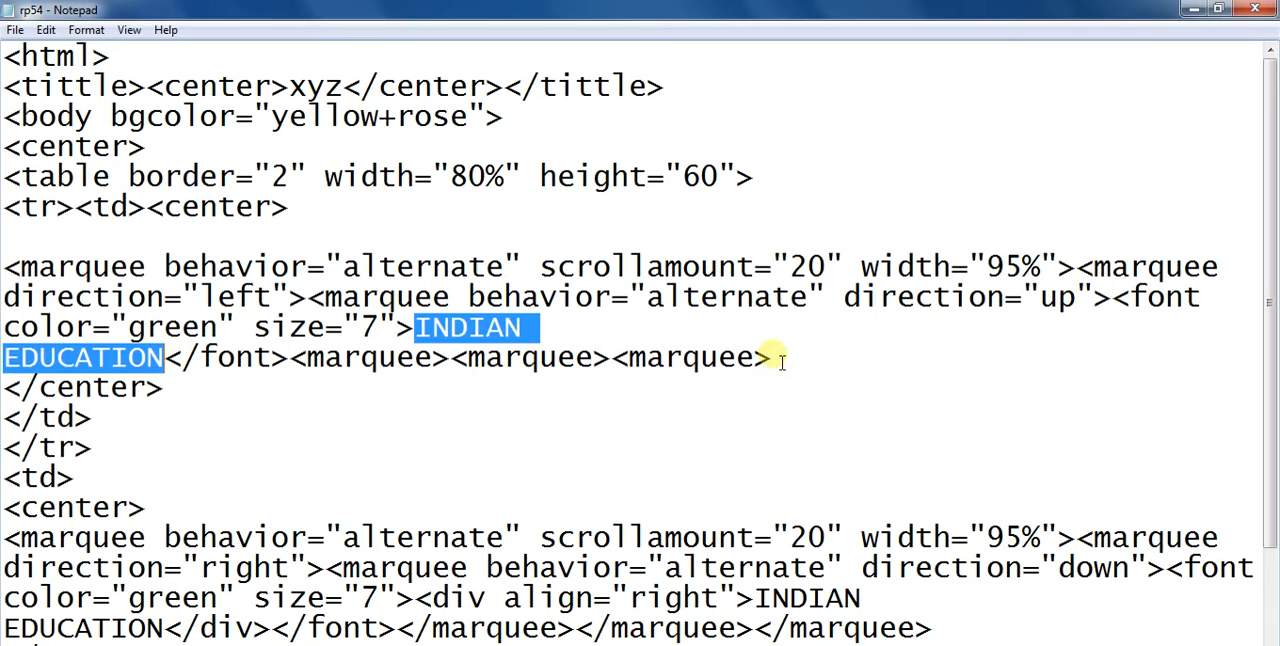 rp54 - Notepad
File Edit Format View Help
<html>
<tittle><center>xyz</center></tittle>
<body bgcolor="yellow+rose">
<center>
<table border="2" width="80%" height="60">
<tr><td><center>
<marquee behavior="alternate" scrollamount="20" width="95%"><marquee
direction="left"><marquee behavior="alternate" direction="up"><font
color="green" size="7">INDIAN
EDUCATION</font><marquee><marquee><marquee>
</center>
</td>
</tr>
<td>
<center>
<marquee behavior="alternate" scrollamount="20" width="95%"><marquee
direction="right"><marquee behavior="alternate" direction="down"><font
color="green" size="7"><div align="right">INDIAN
EDUCATION</div></font></marquee></marquee></marquee>